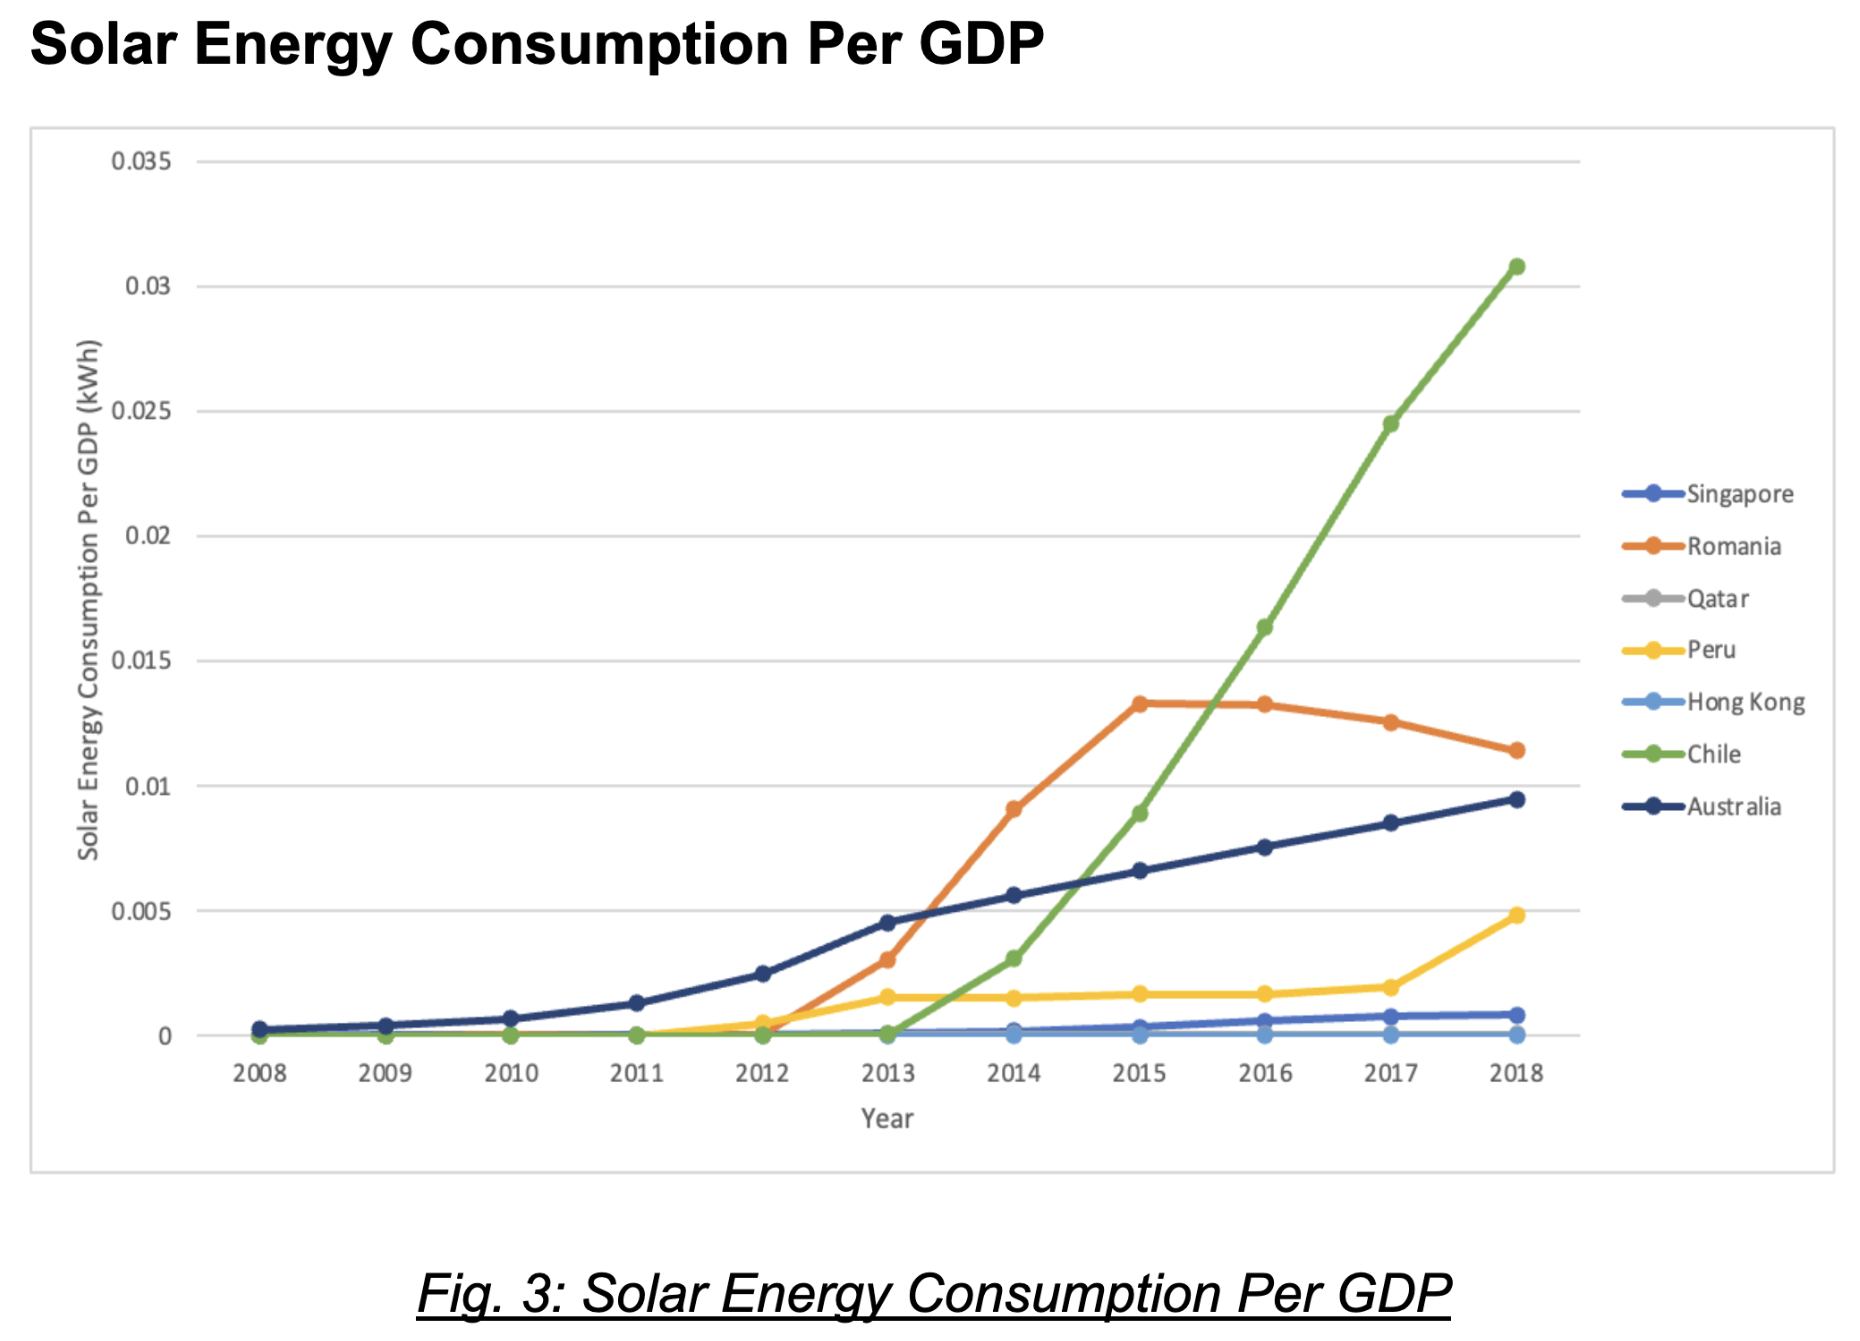 Solar Energy Consumption Per GDP
0.035
0.03
0.025
0.02
0.015
0.01
0.005
0
Solar Energy Consumption Per GDP (kWh)
2008 2009 2010 2011 2012 2013 2014 2015 2016 2017 2018
Year
Singapore
Romania
Qatar
Peru
Hong Kong
Chile
Australia
Fig. 3: Solar Energy Consumption Per GDP